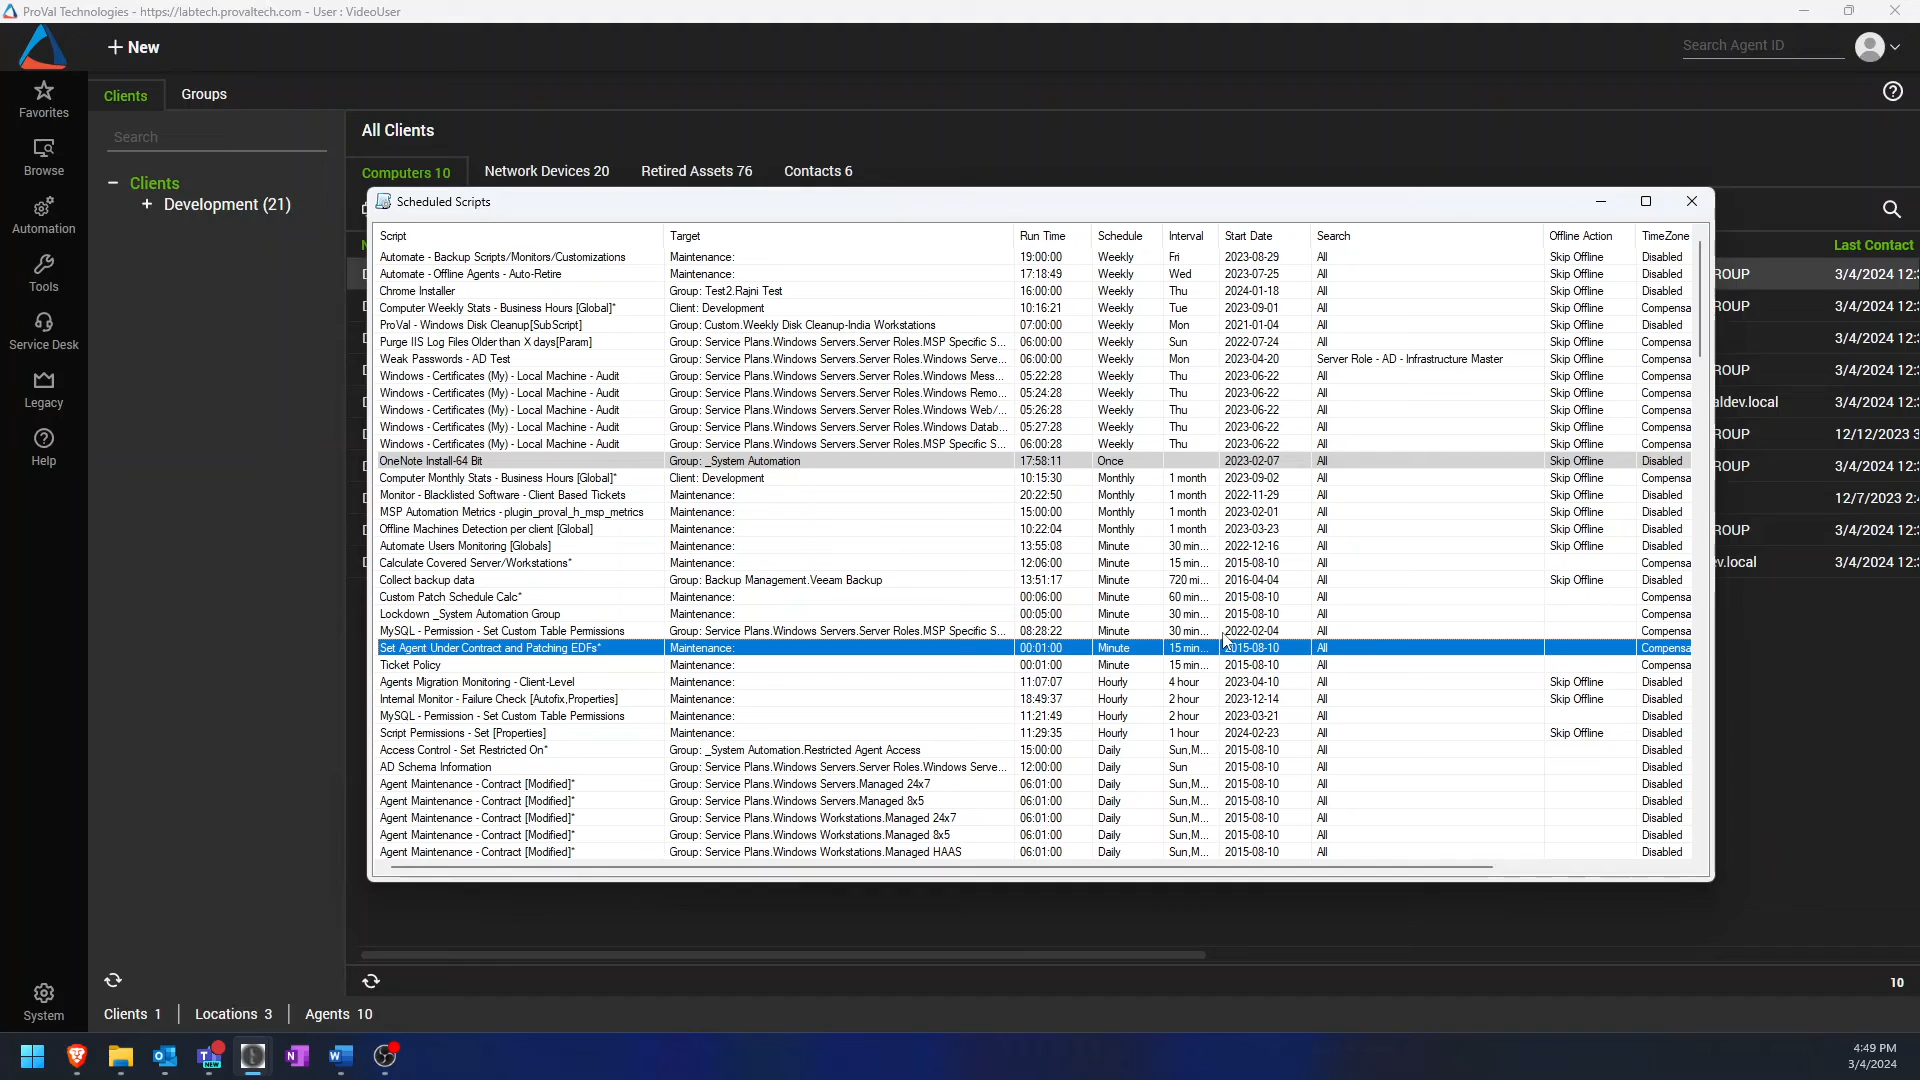 ProVal Technologies - https://labtech.provaltech.com - User : VideoUser
+ New
Search Agent ID
Favorites
Browse
Automation
Tools
Service Desk
Legacy
Help
System
Clients Groups
Search
Clients
Development (21)
All Clients
Computers 10 Network Devices 20 Retired Assets 76 Contacts 6
Last Contact
Scheduled Scripts
Script Target Run Time Schedule Interval Start Date Search Offline Action TimeZone
Automate - Backup Scripts/Monitors/Customizations Maintenance: 19:00:00 Weekly Fri 2023-08-29 All Skip Offline Disabled
Automate - Offline Agents - Auto-Retire Maintenance: 17:18:49 Weekly Wed 2023-07-25 All Skip Offline Disabled
Chrome Installer Group: Test2.Rajni Test 16:00:00 Weekly Thu 2024-01-18 All Skip Offline Disabled
Computer Weekly Stats - Business Hours [Global]* Client: Development 10:16:21 Weekly Tue 2023-09-01 All Skip Offline Compensa
ProVal - Windows Disk Cleanup[SubScript] Group: Custom.Weekly Disk Cleanup-India Workstations 07:00:00 Weekly Mon 2021-01-04 All Skip Offline Disabled
Purge IIS Log Files Older than X days[Param] Group: Service Plans.Windows Servers.Server Roles.MSP Specific S... 06:00:00 Weekly Sun 2022-07-24 All Skip Offline Compensa
Weak Passwords - AD Test Group: Service Plans.Windows Servers.Server Roles.Windows Serve... 06:00:00 Weekly Mon 2023-04-20 Server Role - AD - Infrastructure Master Skip Offline Compensa
Windows - Certificates (My) - Local Machine - Audit Group: Service Plans.Windows Servers.Server Roles.Windows Mess... 05:22:28 Weekly Thu 2023-06-22 All Skip Offline Compensa
Windows - Certificates (My) - Local Machine - Audit Group: Service Plans.Windows Servers.Server Roles.Windows Remo... 05:24:28 Weekly Thu 2023-06-22 All Skip Offline Compensa
Windows - Certificates (My) - Local Machine - Audit Group: Service Plans.Windows Servers.Server Roles.Windows Web/... 05:26:28 Weekly Thu 2023-06-22 All Skip Offline Compensa
Windows - Certificates (My) - Local Machine - Audit Group: Service Plans.Windows Servers.Server Roles.Windows Datab... 05:27:28 Weekly Thu 2023-06-22 All Skip Offline Compensa
Windows - Certificates (My) - Local Machine - Audit Group: Service Plans.Windows Servers.Server Roles.MSP Specific S... 06:00:28 Weekly Thu 2023-06-22 All Skip Offline Compensa
OneNote Install-64 Bit Group: _System Automation 17:58:11 Once 2023-02-07 All Skip Offline Disabled
Computer Monthly Stats - Business Hours [Global]* Client: Development 10:15:30 Monthly 1 month 2023-09-02 All Skip Offline Compensa
Monitor - Blacklisted Software - Client Based Tickets Maintenance: 20:22:50 Monthly 1 month 2022-11-29 All Skip Offline Disabled
MSP Automation Metrics - plugin_proval_h_msp_metrics Maintenance: 15:00:00 Monthly 1 month 2023-02-01 All Skip Offline Disabled
Offline Machines Detection per client [Global] Maintenance: 10:22:04 Monthly 1 month 2023-03-23 All Skip Offline Disabled
Automate Users Monitoring [Globals] Maintenance: 13:55:08 Minute 30 min... 2022-12-16 All Skip Offline Disabled
Calculate Covered Server/Workstations* Maintenance: 12:06:00 Minute 15 min... 2015-08-10 All Compensa
Collect backup data Group: Backup Management.Veeam Backup 13:51:17 Minute 720 mi... 2016-04-04 All Skip Offline Disabled
Custom Patch Schedule Calc* Maintenance: 00:06:00 Minute 60 min... 2015-08-10 All Compensa
Lockdown _System Automation Group Maintenance: 00:05:00 Minute 30 min... 2015-08-10 All Compensa
MySQL - Permission - Set Custom Table Permissions Group: Service Plans.Windows Servers.Server Roles.MSP Specific S... 08:28:22 Minute 30 min... 2022-02-04 All Compensa
Set Agent Under Contract and Patching EDFs* Maintenance: 00:01:00 Minute 15 min... 2015-08-10 All Compensa
Ticket Policy Maintenance: 00:01:00 Minute 15 min... 2015-08-10 All Compensa
Agents Migration Monitoring - Client-Level Maintenance: 11:07:07 Hourly 4 hour 2023-04-10 All Skip Offline Disabled
Internal Monitor - Failure Check [Autofix,Properties] Maintenance: 18:49:37 Hourly 2 hour 2023-12-14 All Skip Offline Disabled
MySQL - Permission - Set Custom Table Permissions Maintenance: 11:21:49 Hourly 2 hour 2023-03-21 All Disabled
Script Permissions - Set [Properties] Maintenance: 11:29:35 Hourly 1 hour 2024-02-23 All Skip Offline Disabled
Access Control - Set Restricted On* Group: _System Automation.Restricted Agent Access 15:00:00 Daily Sun,M... 2015-08-10 All Disabled
AD Schema Information Group: Service Plans.Windows Servers.Server Roles.Windows Serve... 12:00:00 Daily Sun 2015-08-10 All Disabled
Agent Maintenance - Contract [Modified]* Group: Service Plans.Windows Servers.Managed 24x7 06:01:00 Daily Sun,M... 2015-08-10 All Disabled
Agent Maintenance - Contract [Modified]* Group: Service Plans.Windows Servers.Managed 8x5 06:01:00 Daily Sun,M... 2015-08-10 All Disabled
Agent Maintenance - Contract [Modified]* Group: Service Plans.Windows Workstations.Managed 24x7 06:01:00 Daily Sun,M... 2015-08-10 All Disabled
Agent Maintenance - Contract [Modified]* Group: Service Plans.Windows Workstations.Managed 8x5 06:01:00 Daily Sun,M... 2015-08-10 All Disabled
Agent Maintenance - Contract [Modified]* Group: Service Plans.Windows Workstations.Managed HAAS 06:01:00 Daily Sun,M... 2015-08-10 All Disabled
ROUP 3/4/2024 12:
ROUP 3/4/2024 12:
3/4/2024 12:
ROUP 3/4/2024 12:
aldev.local 3/4/2024 12:
ROUP 12/12/2023 3
ROUP 3/4/2024 12:
12/7/2023 2:
ROUP 3/4/2024 12:
ev.local 3/4/2024 12:
10
Clients 1 Locations 3 Agents 10
4:49 PM
3/4/2024